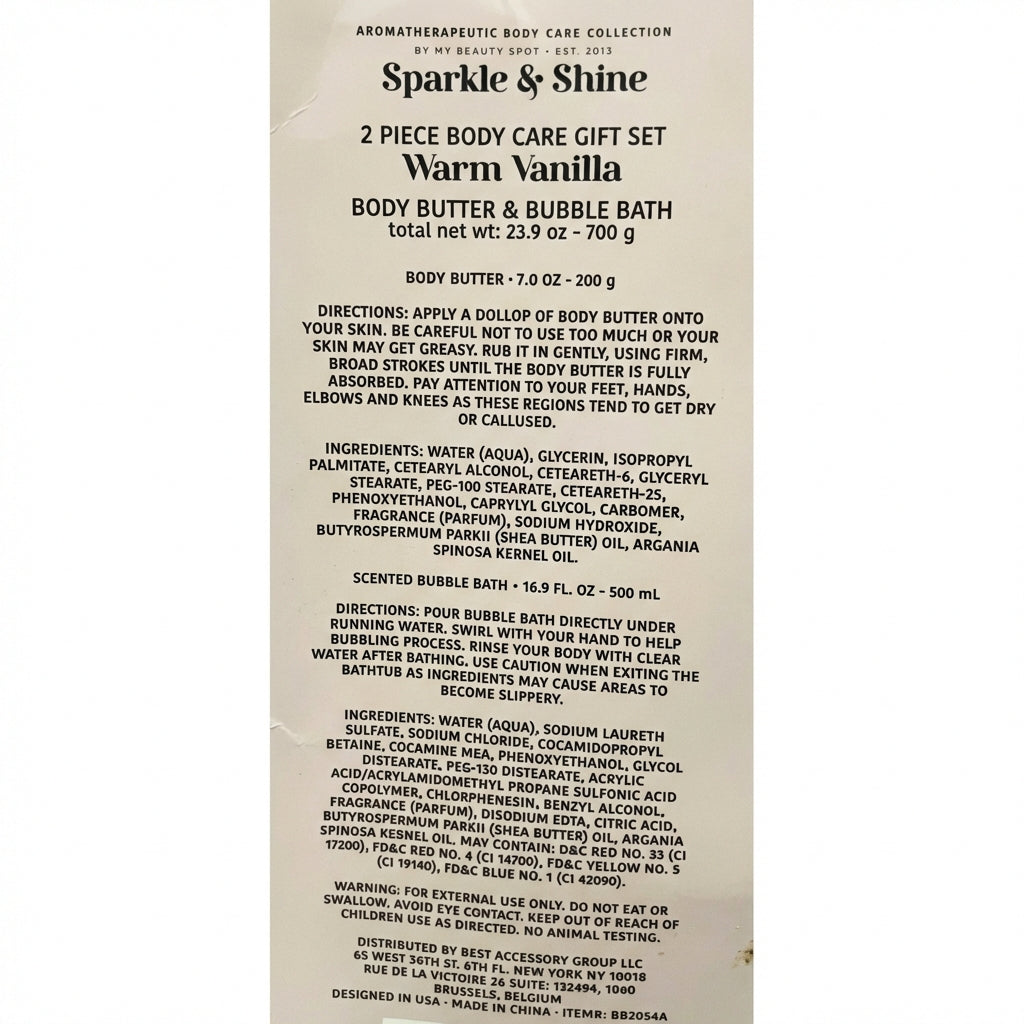 AROMATHERAPEUTIC BODY CARE COLLECTION
BY MY BEAUTY SPOT • EST. 2013
Sparkle & Shine
2 PIECE BODY CARE GIFT SET
Warm Vanilla
BODY BUTTER & BUBBLE BATH
total net wt: 23.9 oz - 700 g
BODY BUTTER • 7.0 OZ - 200 g
DIRECTIONS: APPLY A DOLLOP OF BODY BUTTER ONTO
YOUR SKIN. BE CAREFUL NOT TO USE TOO MUCH OR YOUR
SKIN MAY GET GREASY. RUB IT IN GENTLY, USING FIRM,
BROAD STROKES UNTIL THE BODY BUTTER IS FULLY
ABSORBED. PAY ATTENTION TO YOUR FEET, HANDS,
ELBOWS AND KNEES AS THESE REGIONS TEND TO GET DRY
OR CALLUSED.
INGREDIENTS: WATER (AQUA), GLYCERIN, ISOPROPYL
PALMITATE, CETEARYL ALCONOL, CETEARETH-6, GLYCERYL
STEARATE, PEG-100 STEARATE, CETEARETH-2S,
PHENOXYETHANOL, CAPRYLYL GLYCOL, CARBOMER,
FRAGRANCE (PARFUM), SODIUM HYDROXIDE,
BUTYROSPERMUM PARKII (SHEA BUTTER) OIL, ARGANIA
SPINOSA KERNEL OIL.
SCENTED BUBBLE BATH • 16.9 FL. OZ - 500 mL
DIRECTIONS: POUR BUBBLE BATH DIRECTLY UNDER
RUNNING WATER. SWIRL WITH YOUR HAND TO HELP
BUBBLING PROCESS. RINSE YOUR BODY WITH CLEAR
WATER AFTER BATHING. USE CAUTION WHEN EXITING THE
BATHTUB AS INGREDIENTS MAY CAUSE AREAS TO
BECOME SLIPPERY.
INGREDIENTS: WATER (AQUA), SODIUM LAURETH
SULFATE, SODIUM CHLORIDE, COCAMIDOPROPYL
BETAINE, COCAMINE MEA, PHENOXYETHANOL, GLYCOL
DISTEARATE, PEG-130 DISTEARATE, ACRYLIC
ACID/ACRYLAMIDOMETHYL PROPANE SULFONIC ACID
COPOLYMER, CHLORPHENESIN, BENZYL ALCONOL,
FRAGRANCE (PARFUM), DISODIUM EDTA, CITRIC ACID,
BUTYROSPERMUM PARKII (SHEA BUTTER) OIL, ARGANIA
SPINOSA KESNEL OIL. MAY CONTAIN: D&C RED NO. 33 (CI
17200), FD&C RED NO. 4 (CI 14700), FD&C YELLOW NO. S
(CI 19140), FD&C BLUE NO. 1 (CI 42090).
WARNING: FOR EXTERNAL USE ONLY. DO NOT EAT OR
SWALLOW. AVOID EYE CONTACT. KEEP OUT OF REACH OF
CHILDREN USE AS DIRECTED. NO ANIMAL TESTING.
DISTRIBUTED BY BEST ACCESSORY GROUP LLC
6S WEST 36TH ST. 6TH FL. NEW YORK NY 10018
RUE DE LA VICTOIRE 26 SUITE: 132494, 1060
BRUSSELS, BELGIUM
DESIGNED IN USA • MADE IN CHINA • ITEMR: BB2054A